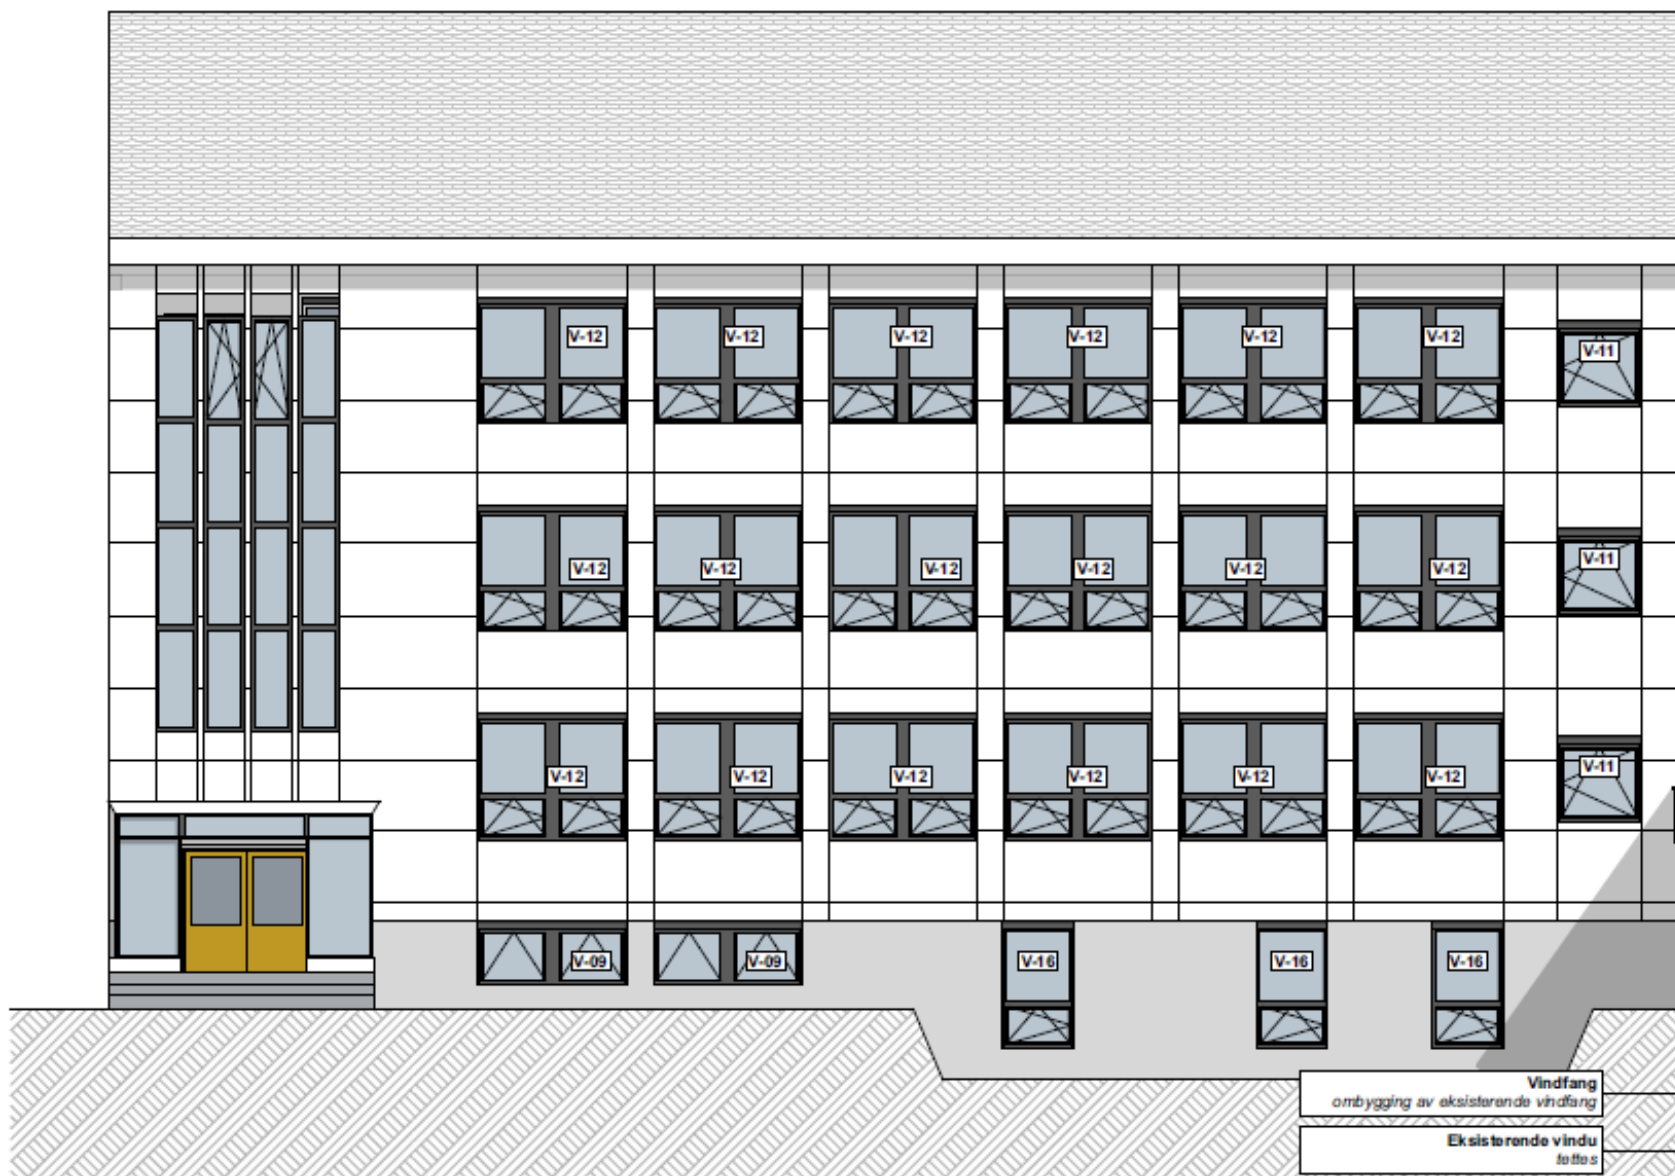 V-12 V-12 V-12 V-12 V-12 V-12 V-11
V-12 V-12 V-12 V-12 V-12 V-12 V-11
V-12 V-12 V-12 V-12 V-12 V-12 V-11
V-09 V-09 V-16 V-16 V-16
Vindfang
ombygging av eksisterende vindfang
Eksisterende vindu
tettes